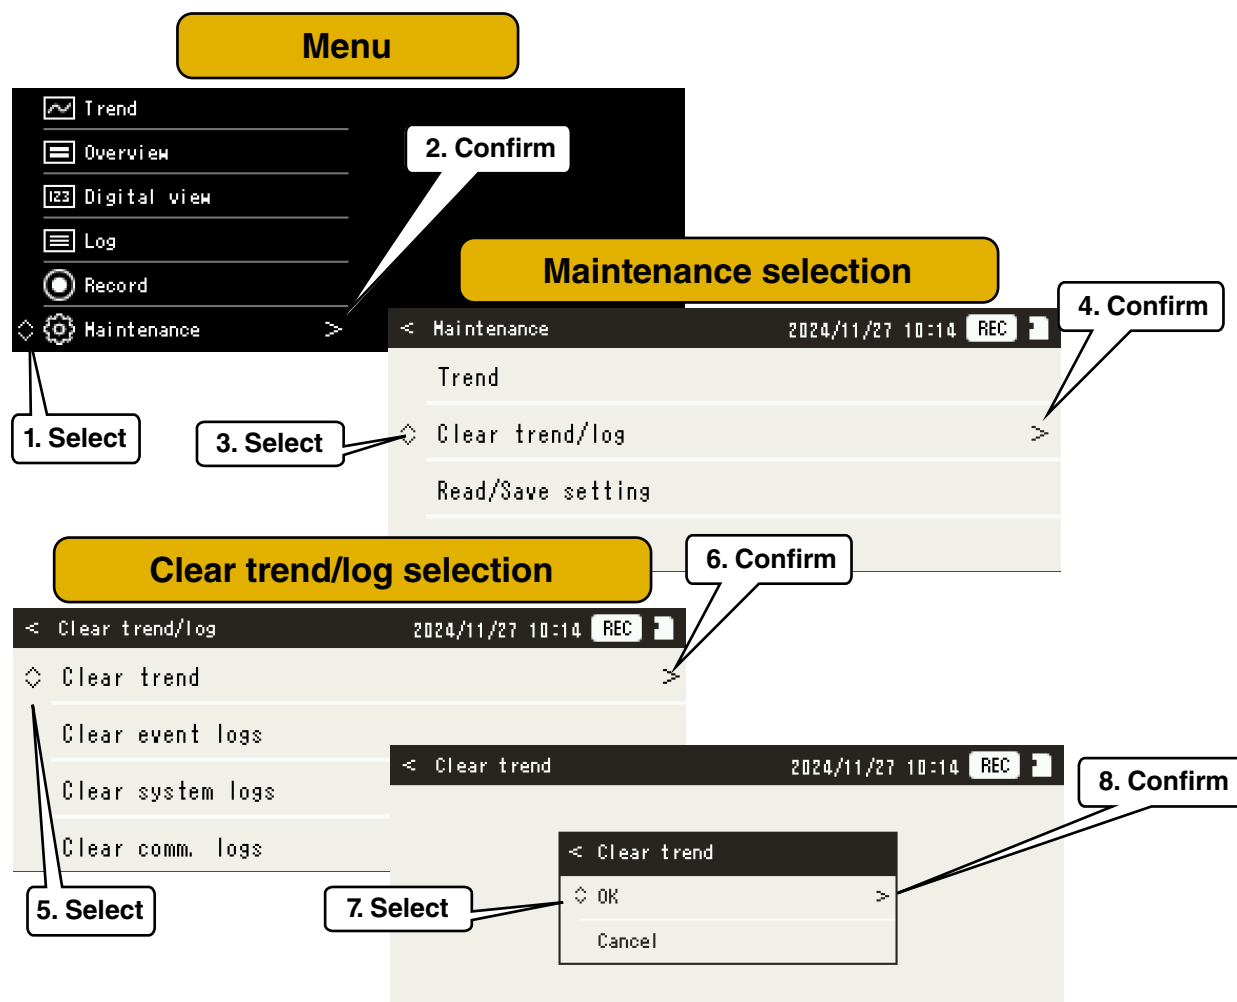 Menu
Trend
Overview
2. Confirm
123 Digital view
Log
Maintenance selection
Record
4. Confirm
Maintenance >
< Maintenance 2024/11/27 10:14 REC
Trend
1. Select
3. Select
Clear trend/log >
Read/Save setting
Clear trend/log selection
6. Confirm
< Clear trend/log 2024/11/27 10:14 REC
Clear trend >
Clear event logs
< Clear trend 2024/11/27 10:14 REC
8. Confirm
Clear system logs
Clear comm. logs
< Clear trend
5. Select
7. Select
OK >
Cancel